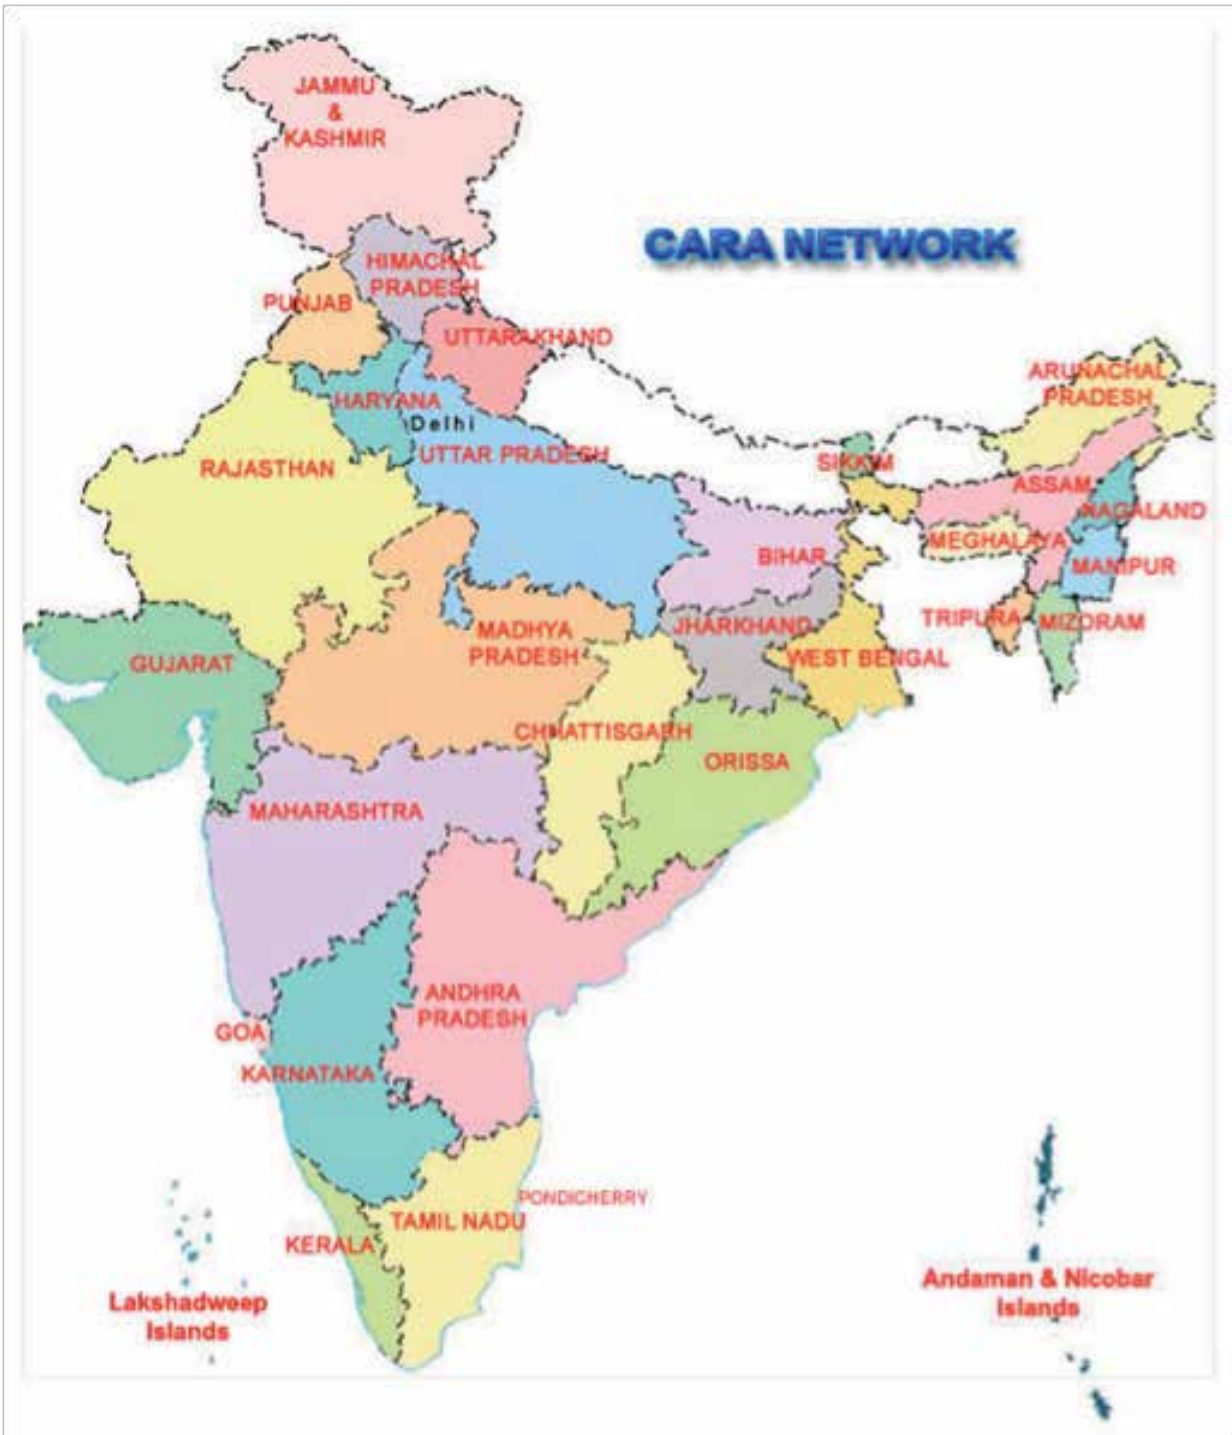 JAMMU
&
KASHMIR
CARA NETWORK
HIMACHAL
PRADESH
PUNJAB
UTTARAKHAND
ARUNACHAL
PRADESH
HARYANA
Delhi
UTTAR PRADESH
RAJASTHAN
SIKKIM
ASSAM
NAGALAND
MEGHALAYA
BIHAR
MANIPUR
TRIPURA
MIZORAM
JHARKHAND
MADHYA
PRADESH
WEST BENGAL
GUJARAT
CHHATTISGARH
ORISSA
MAHARASHTRA
ANDHRA
PRADESH
GOA
KARNATAKA
PONDICHERRY
TAMIL NADU
KERALA
Lakshadweep
Islands
Andaman & Nicobar
Islands